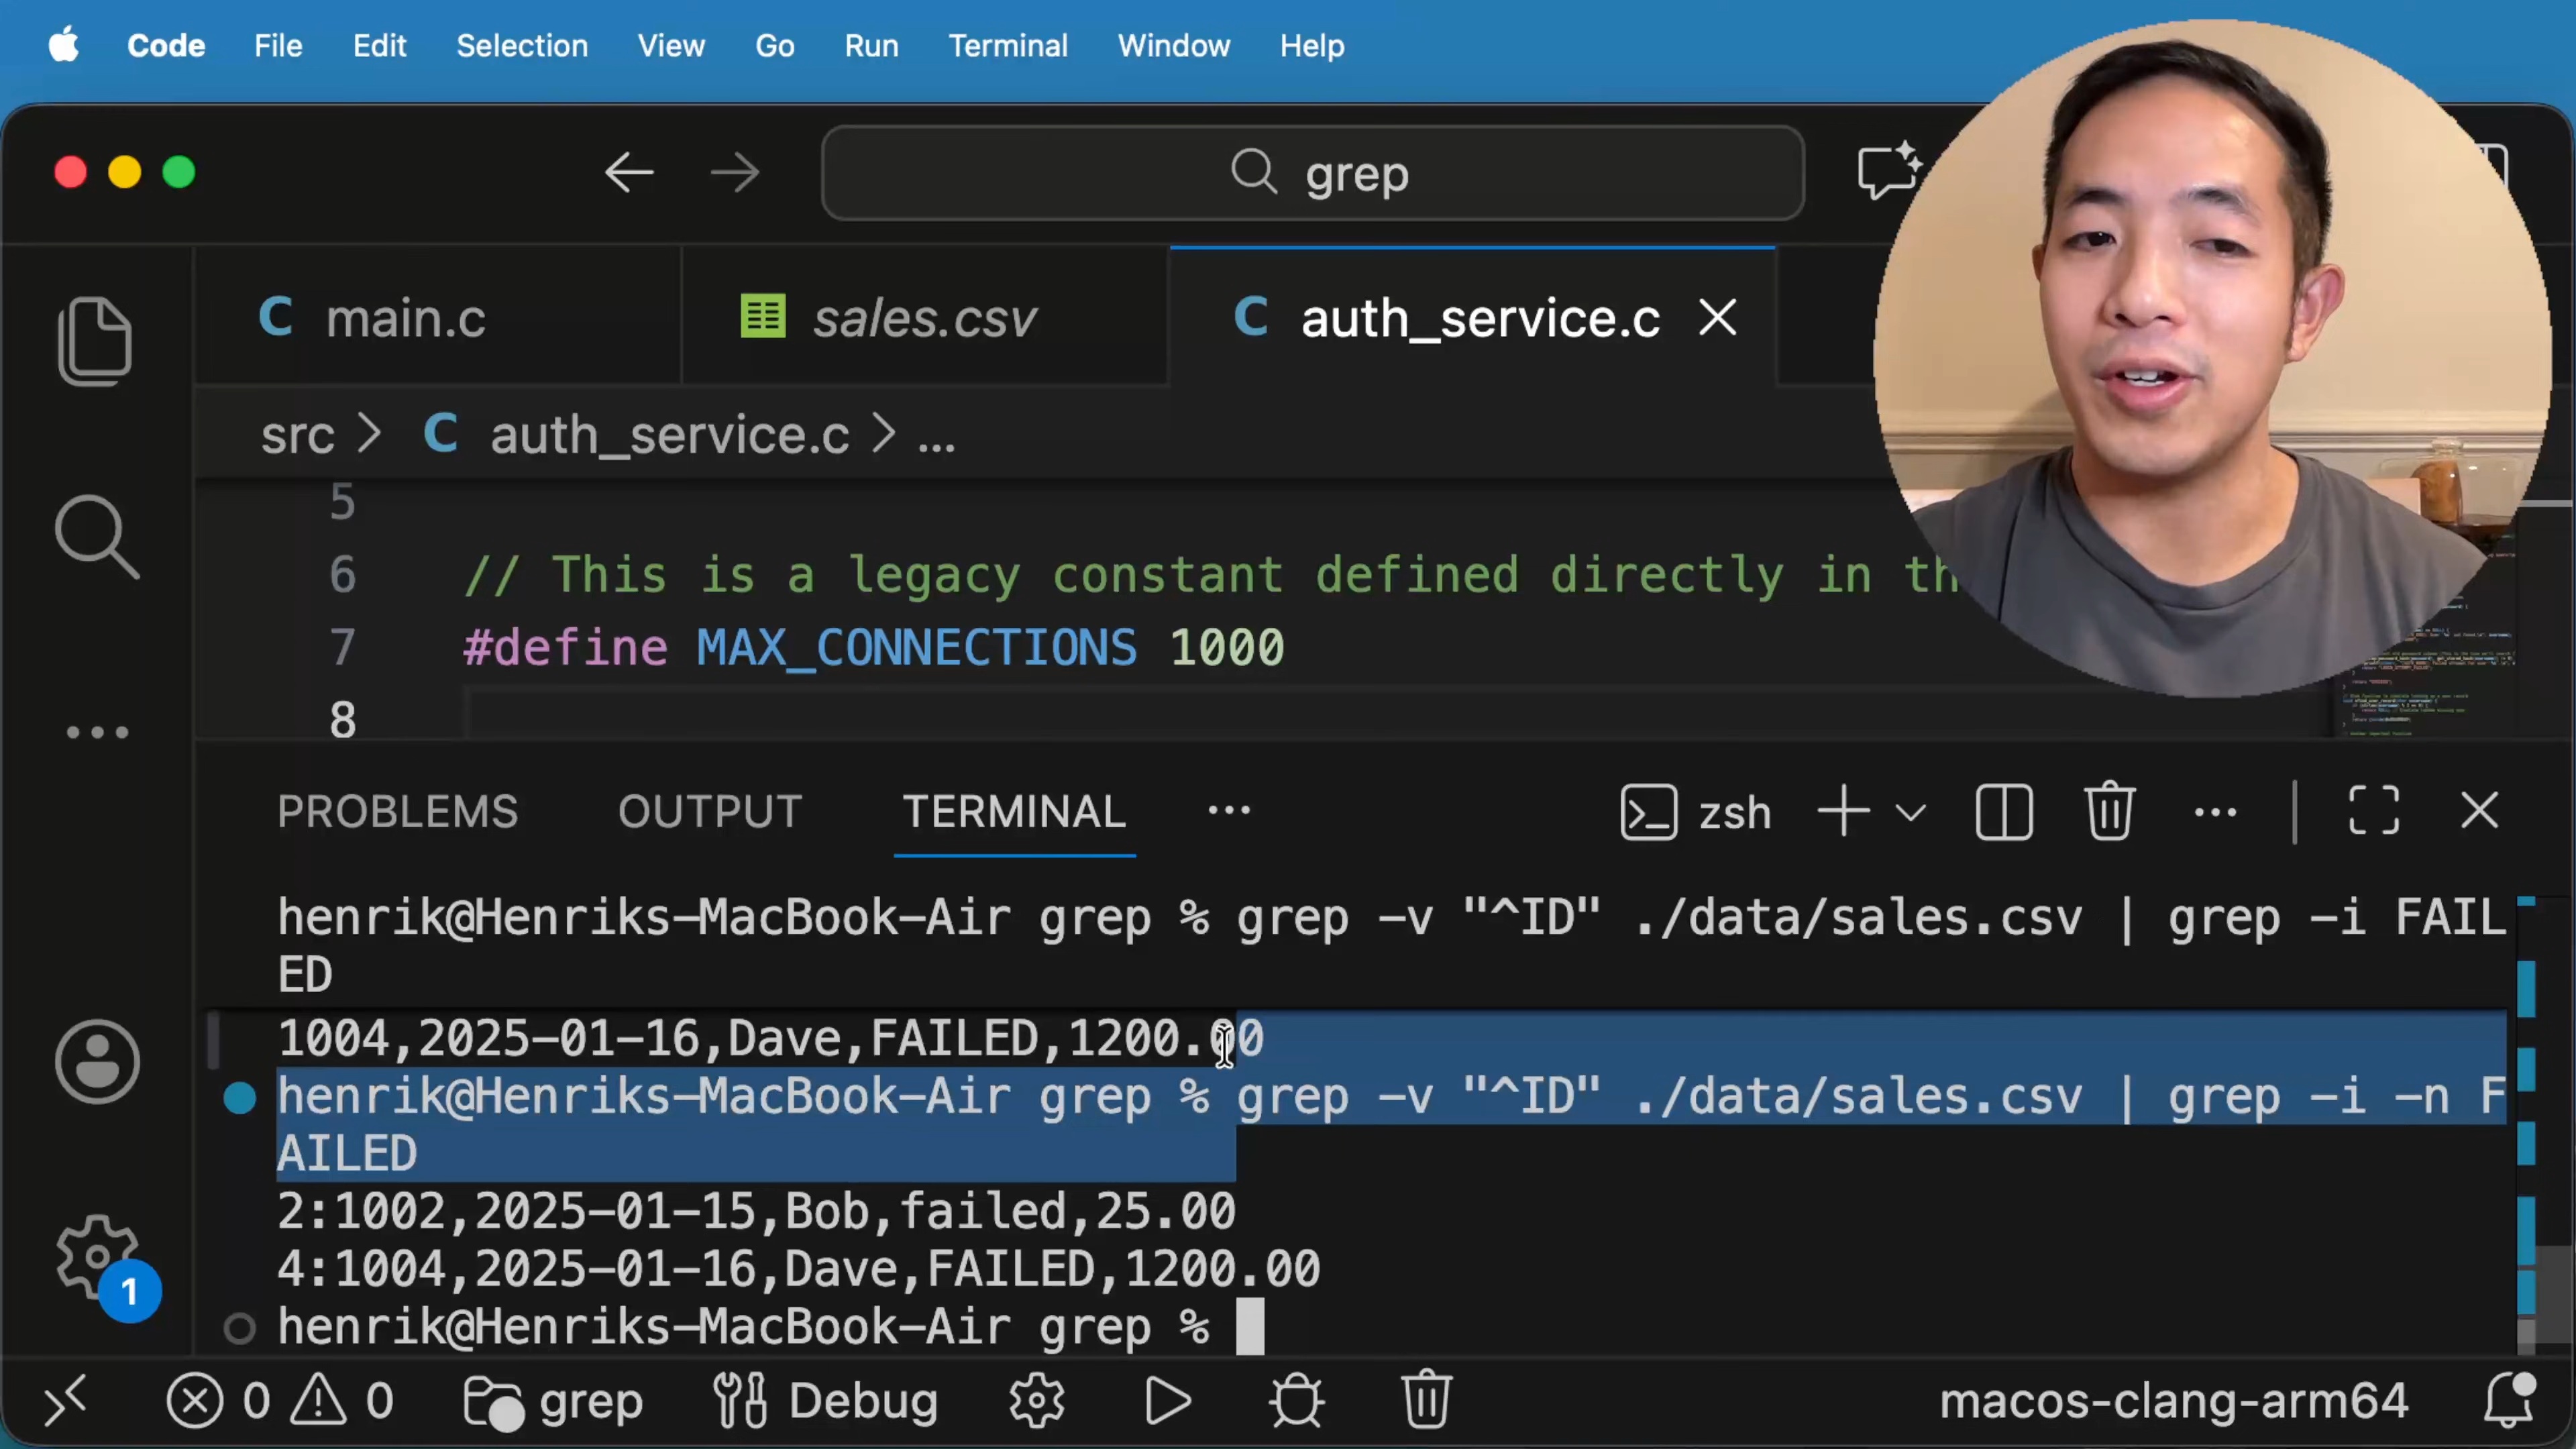 Code File Edit Selection View Go Run Terminal Window Help
grep
main.c
sales.csv
auth_service.c
src > C auth_service.c > ...
5
6 // This is a legacy constant defined directly in th
7 #define MAX_CONNECTIONS 1000
8
PROBLEMS OUTPUT TERMINAL ... zsh
henrik@Henriks-MacBook-Air grep % grep -v "^ID" ./data/sales.csv | grep -i FAIL
ED
1004,2025-01-16,Dave,FAILED,1200.00
henrik@Henriks-MacBook-Air grep % grep -v "^ID" ./data/sales.csv | grep -i -n F
AILED
2:1002,2025-01-15,Bob,failed,25.00
4:1004,2025-01-16,Dave,FAILED,1200.00
henrik@Henriks-MacBook-Air grep %
1
0 0 grep Debug macos-clang-arm64